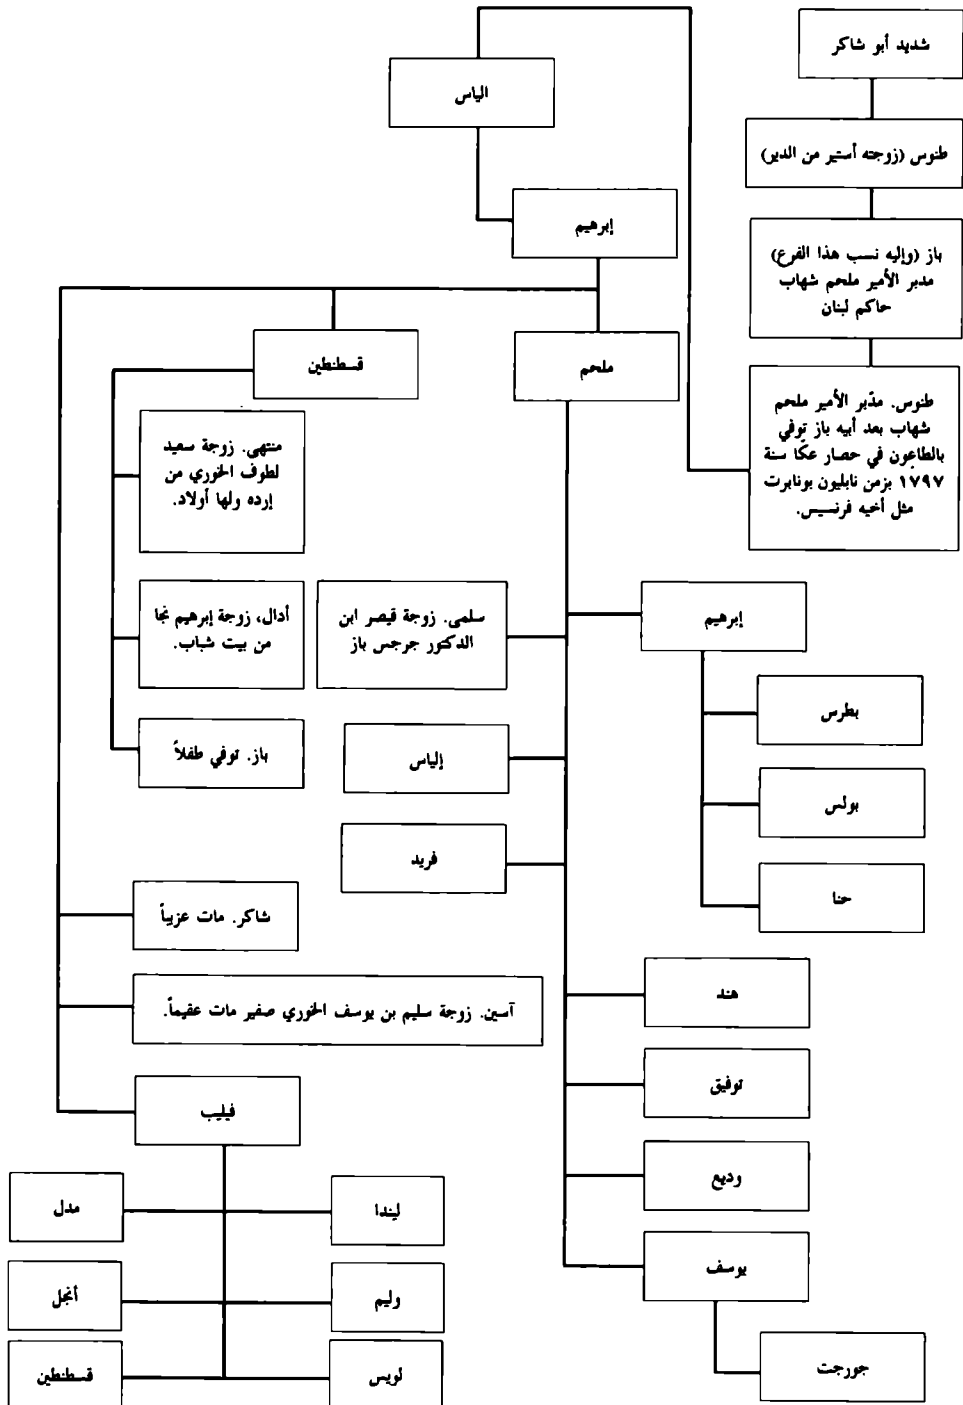 شديد أبو شاكر
طنوس (زوجته أستير من الدير)
باز (وإليه نسب هذا الفرع)
مدبر الأمير ملحم شهاب
حاكم لبنان
طنوس. مدّبر الأمير ملحم
شهاب بعد أبيه باز توفي
بالطاعون في حصار عكّا سنة
١٧٩٧ بزمن نابليون بونابرت
مثل أخيه فرنسيس.
الياس
إبرهيم
ملحم
قسطنطين
منتهى. زوجة سعيد
لطوف الخوري من
إرده ولها أولاد.
أدال، زوجة إبرهيم نجا
من بيت شباب.
باز. توفي طفلاً
إبرهيم
بطرس
بولس
حنا
سلمى. زوجة قيصر ابن
الدكتور جرجس باز
إلياس
فريد
هند
توفيق
وديع
يوسف
جورجت
شاكر. مات عزيباً
آسين. زوجة سليم بن يوسف الخوري صفير مات عقيماً.
فيليب
ليندا
مدل
وليم
أنجل
لويس
قسطنطين